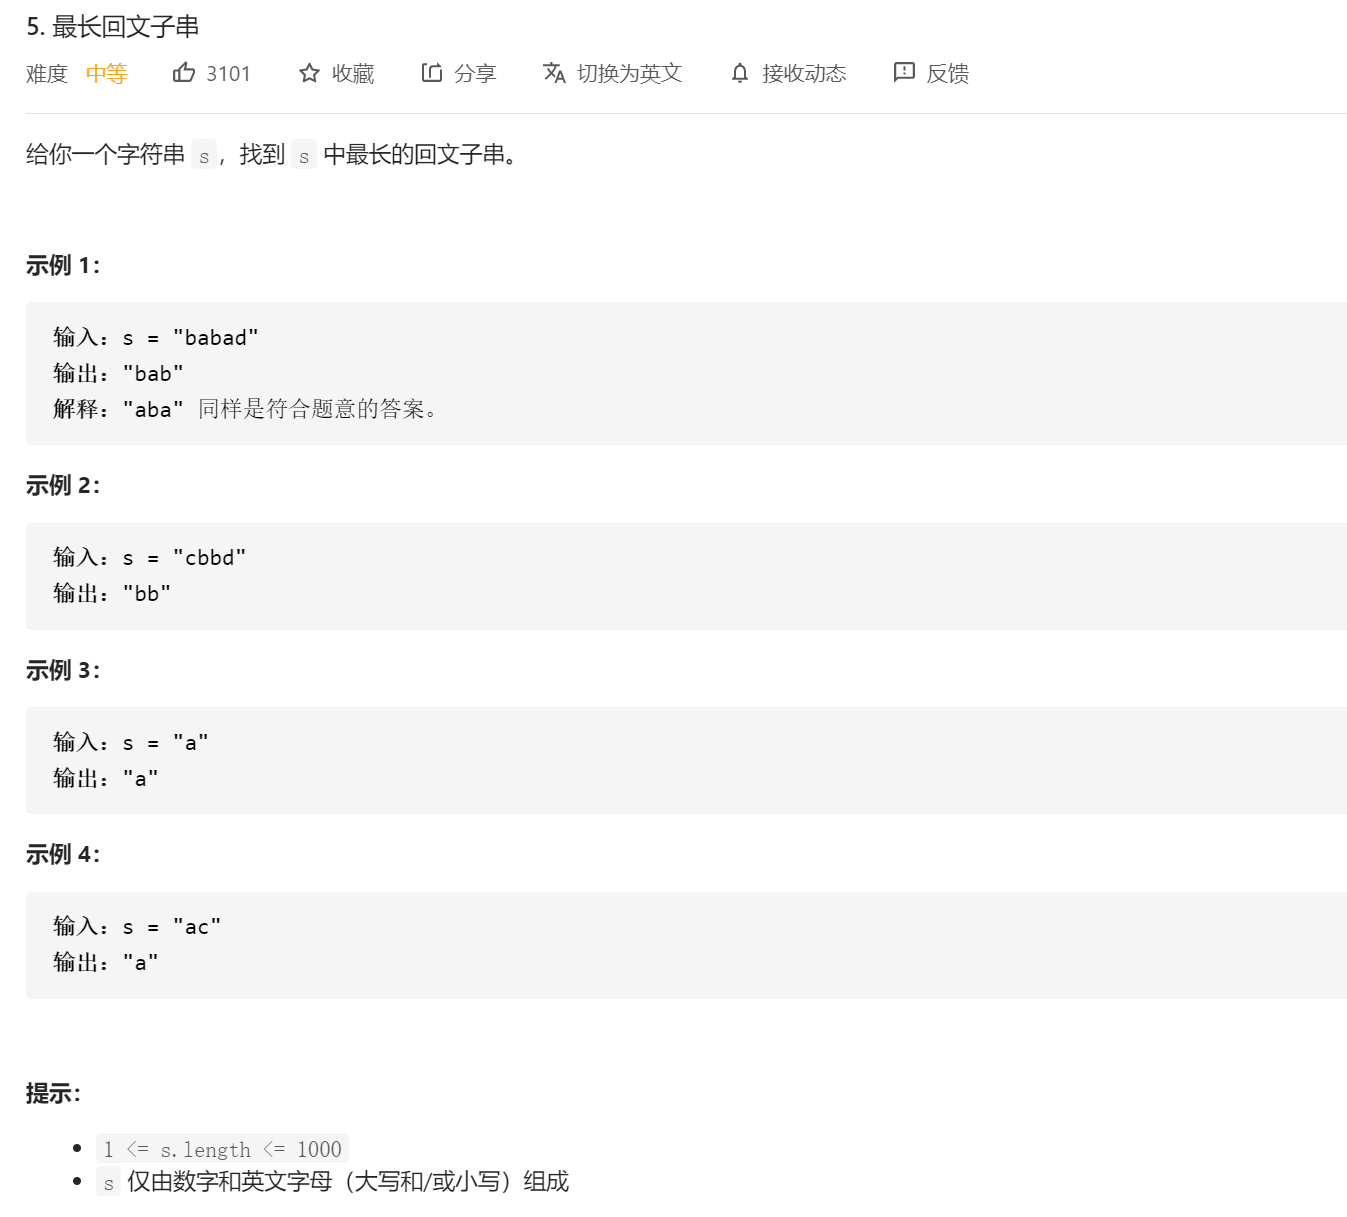 5. 最长回文子串
难度 中等 3101 收藏 分享 切换为英文 接收动态 反馈
给你一个字符串 s，找到 s 中最长的回文子串。
示例 1：
输入：s = "babad"
输出："bab"
解释："aba" 同样是符合题意的答案。
示例 2：
输入：s = "cbbd"
输出："bb"
示例 3：
输入：s = "a"
输出："a"
示例 4：
输入：s = "ac"
输出："a"
提示：
1 <= s.length <= 1000
s 仅由数字和英文字母（大写和/或小写）组成